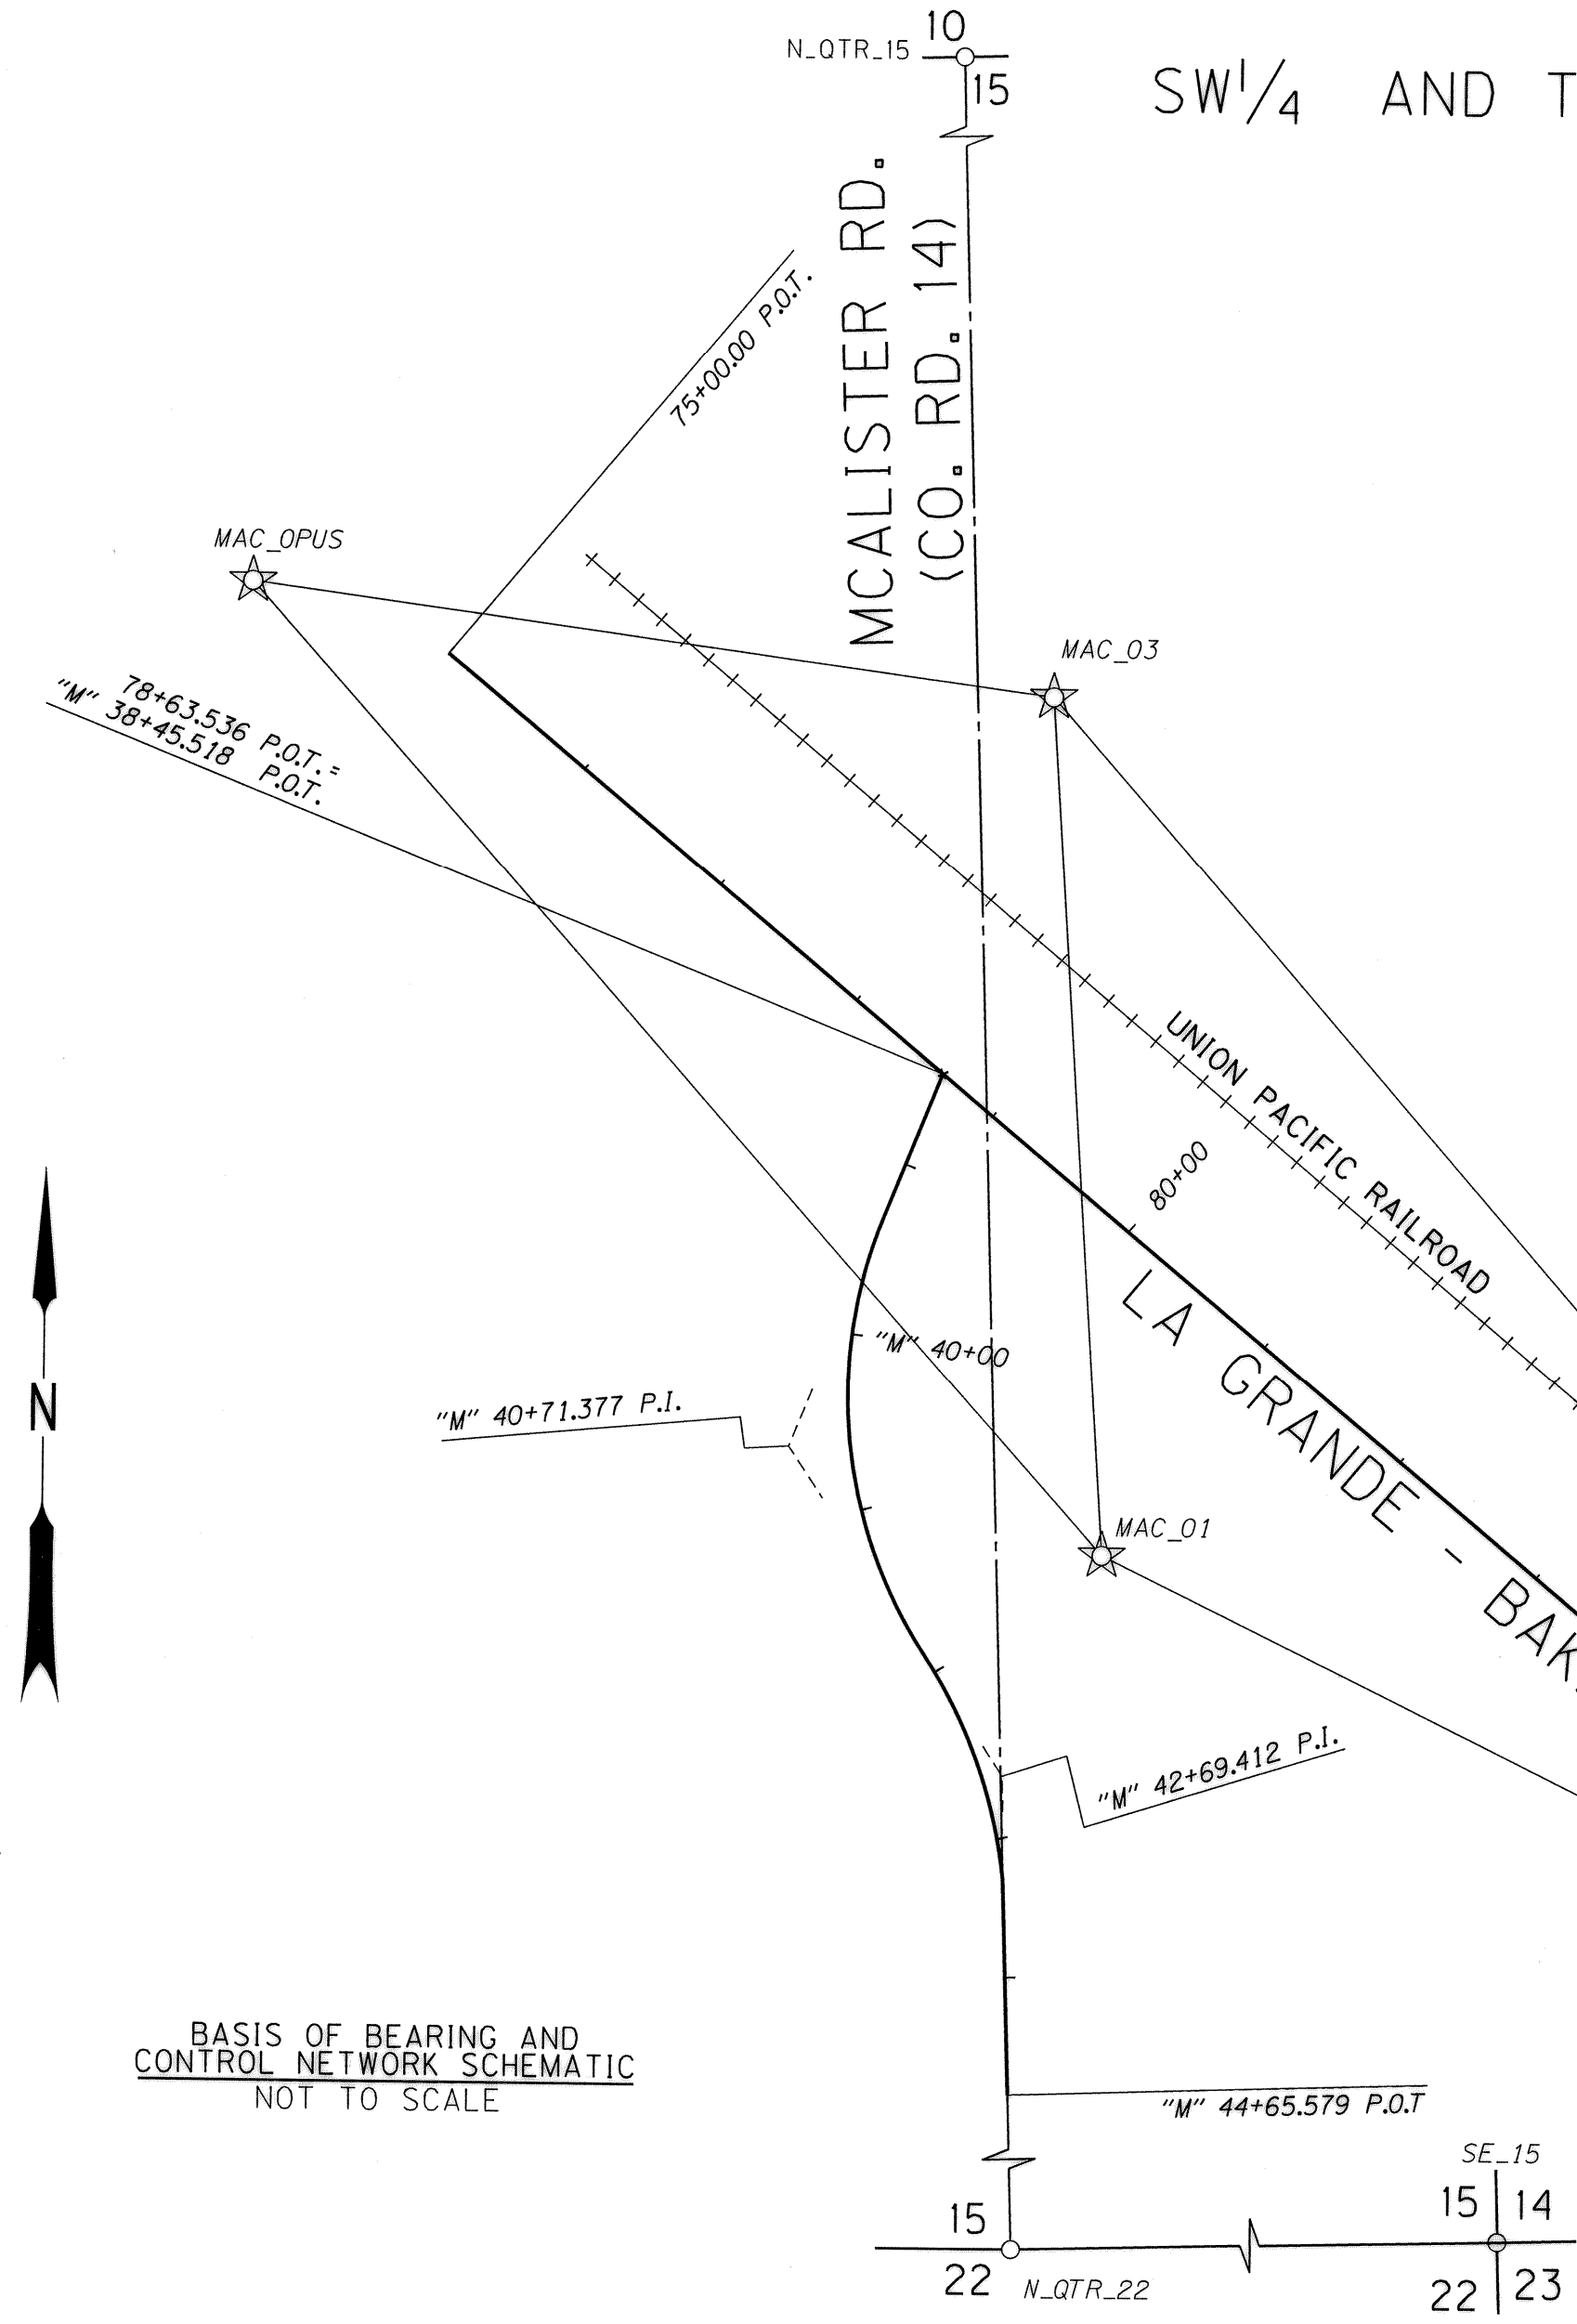 10
N_QTR_15
15
SW¹/4 AND T
MCALISTER RD.
(CO. RD. 14)
75+00.00 P.O.T.
MAC_OPUS
MAC_03
78+63.536 P.O.T. =
"M" 38+45.518 P.O.T.
UNION PACIFIC RAILROAD
80+00
LA GRANDE - BAK
"M" 40+00
N
"M" 40+71.377 P.I.
MAC_01
"M" 42+69.412 P.I.
BASIS OF BEARING AND
CONTROL NETWORK SCHEMATIC
NOT TO SCALE
"M" 44+65.579 P.O.T
SE_15
15 14
15
22 N_QTR_22
22 23